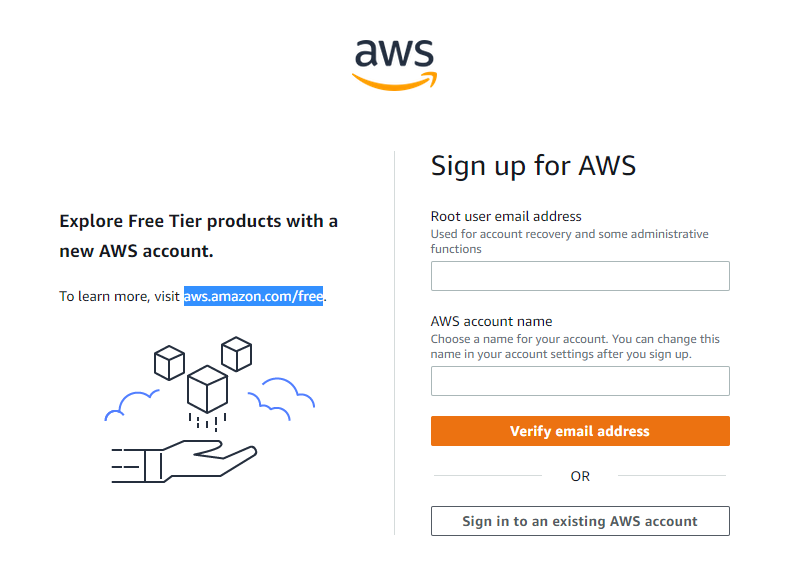 aws
Explore Free Tier products with a
new AWS account.
To learn more, visit aws.amazon.com/free.
Sign up for AWS
Root user email address
Used for account recovery and some administrative
functions
AWS account name
Choose a name for your account. You can change this
name in your account settings after you sign up.
Verify email address
OR
Sign in to an existing AWS account